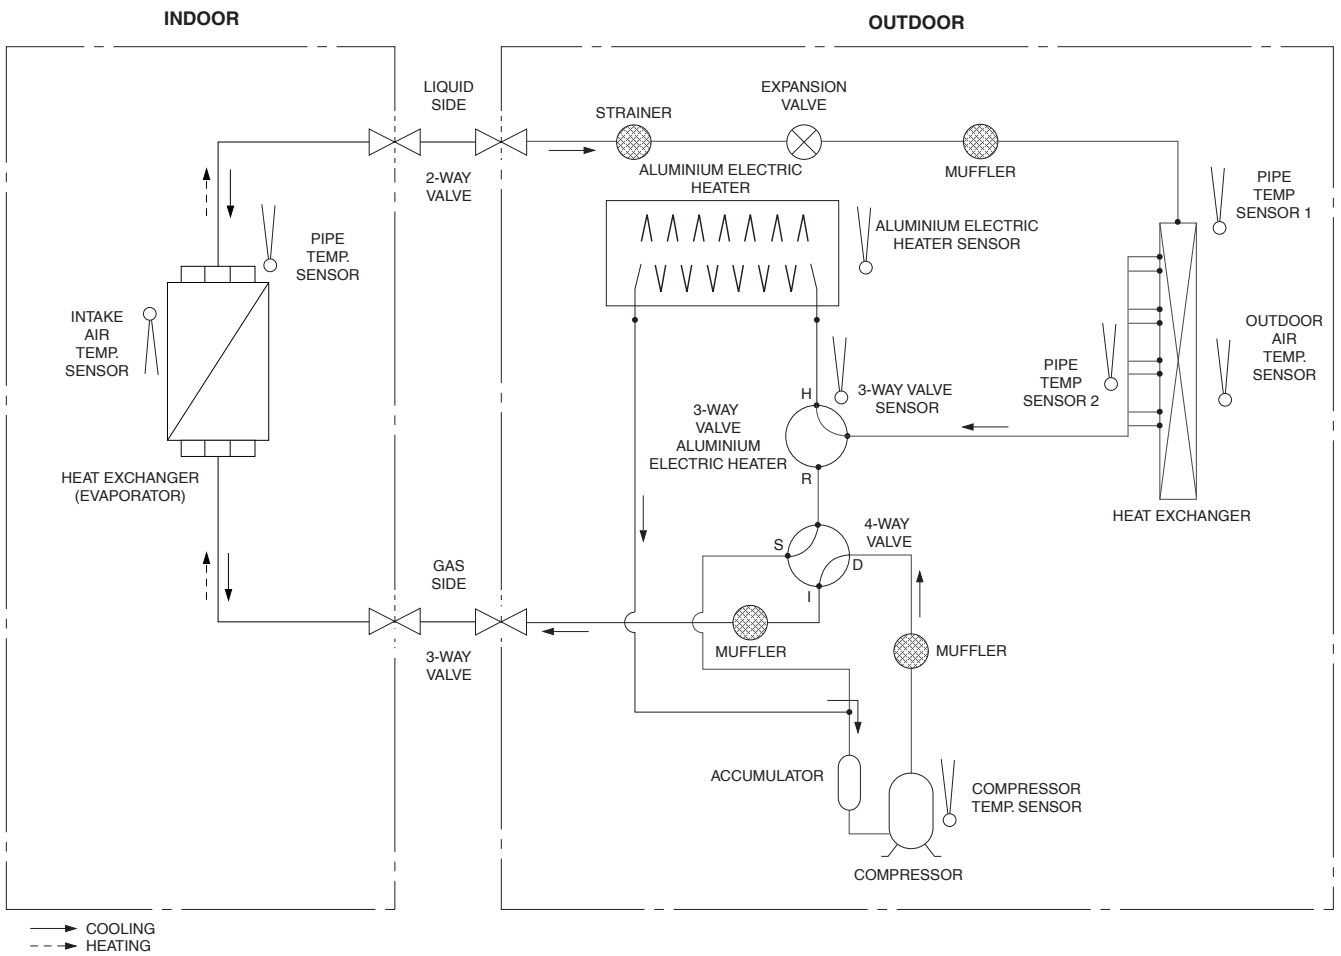 INDOOR
OUTDOOR
LIQUID
SIDE
2-WAY
VALVE
STRAINER
EXPANSION
VALVE
MUFFLER
ALUMINIUM ELECTRIC
HEATER
ALUMINIUM ELECTRIC
HEATER SENSOR
PIPE
TEMP
SENSOR 1
PIPE
TEMP.
SENSOR
INTAKE
AIR
TEMP.
SENSOR
OUTDOOR
AIR
TEMP.
SENSOR
PIPE
TEMP
SENSOR 2
H
3-WAY VALVE
SENSOR
3-WAY
VALVE
ALUMINIUM
ELECTRIC HEATER
R
HEAT EXCHANGER
(EVAPORATOR)
HEAT EXCHANGER
4-WAY
VALVE
S
D
I
GAS
SIDE
3-WAY
VALVE
MUFFLER
MUFFLER
ACCUMULATOR
COMPRESSOR
TEMP. SENSOR
COMPRESSOR
COOLING
HEATING